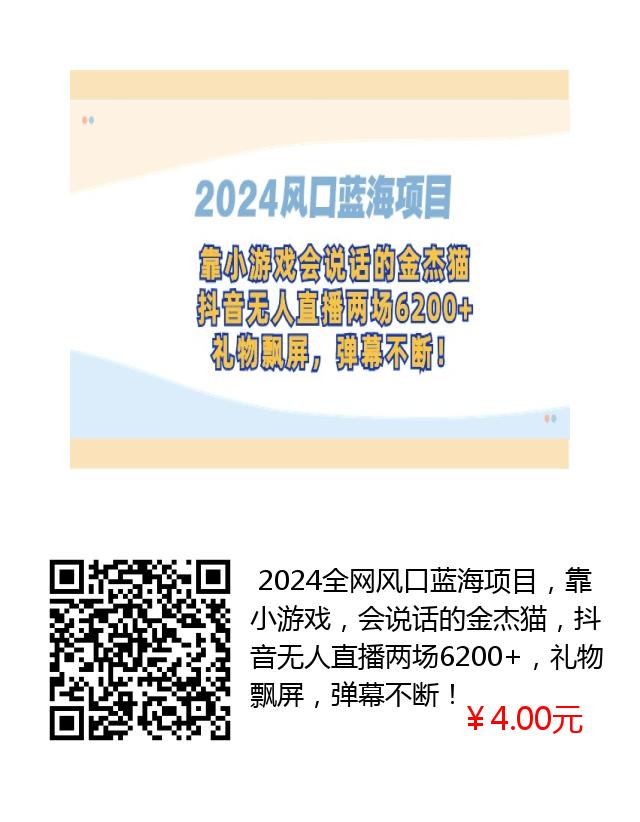 2024风口蓝海项目
靠小游戏会说话的金杰猫
抖音无人直播两场6200+
礼物飘屏，弹幕不断！
2024全网风口蓝海项目，靠
小游戏，会说话的金杰猫，抖
音无人直播两场6200+，礼物
飘屏，弹幕不断！
￥4.00元